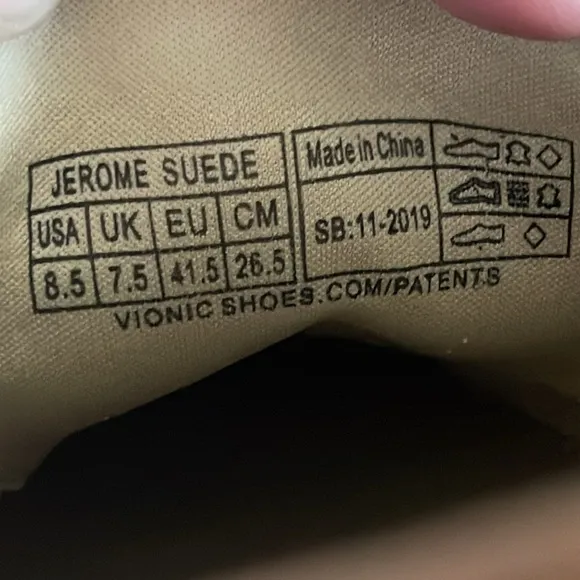 JEROME SUEDE
USA UK EU CM
8.5 7.5 41.5 26.5
Made in China
SB:11-2019
VIONIC SHOES.COM/PATENTS